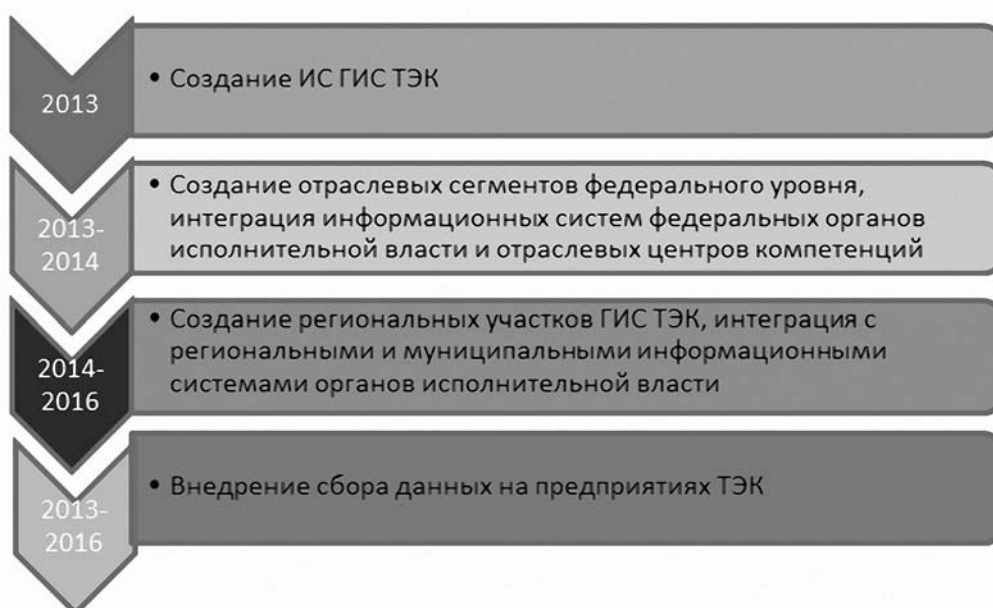 2013
• Создание ИС ГИС ТЭК
2013-
2014
• Создание отраслевых сегментов федерального уровня,
интеграция информационных систем федеральных органов
исполнительной власти и отраслевых центров компетенций
2014-
2016
• Создание региональных участков ГИС ТЭК, интеграция с
региональными и муниципальными информационными
системами органов исполнительной власти
2013-
2016
• Внедрение сбора данных на предприятиях ТЭК